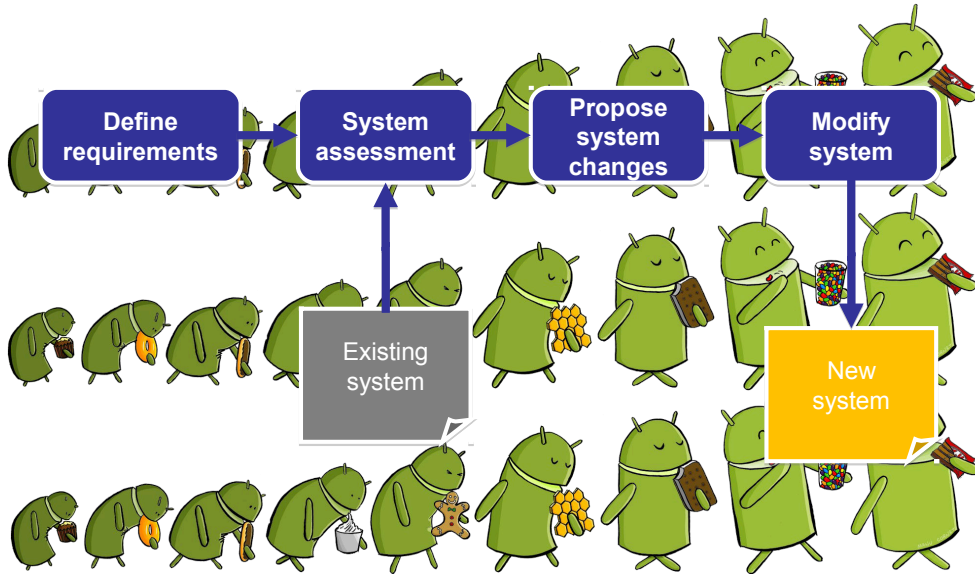 Define
requirements
System
assessment
Propose
system
changes
Modify
system
Existing
system
New
system